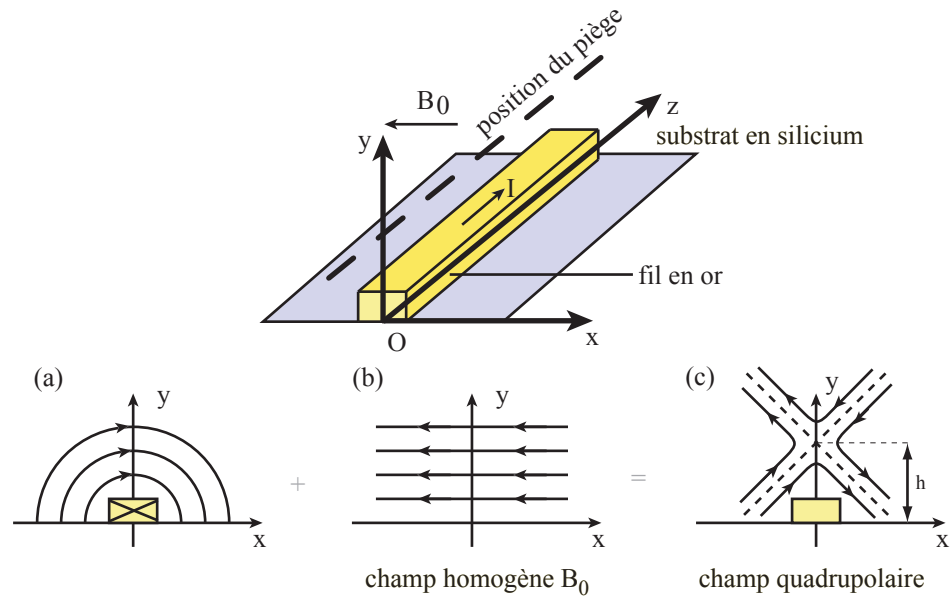 position du piège
B0
y
z
substrat en silicium
I
fil en or
O
x
(a)
y
x
+
(b)
y
x
champ homogène B0
=
(c)
y
h
x
champ quadrupolaire